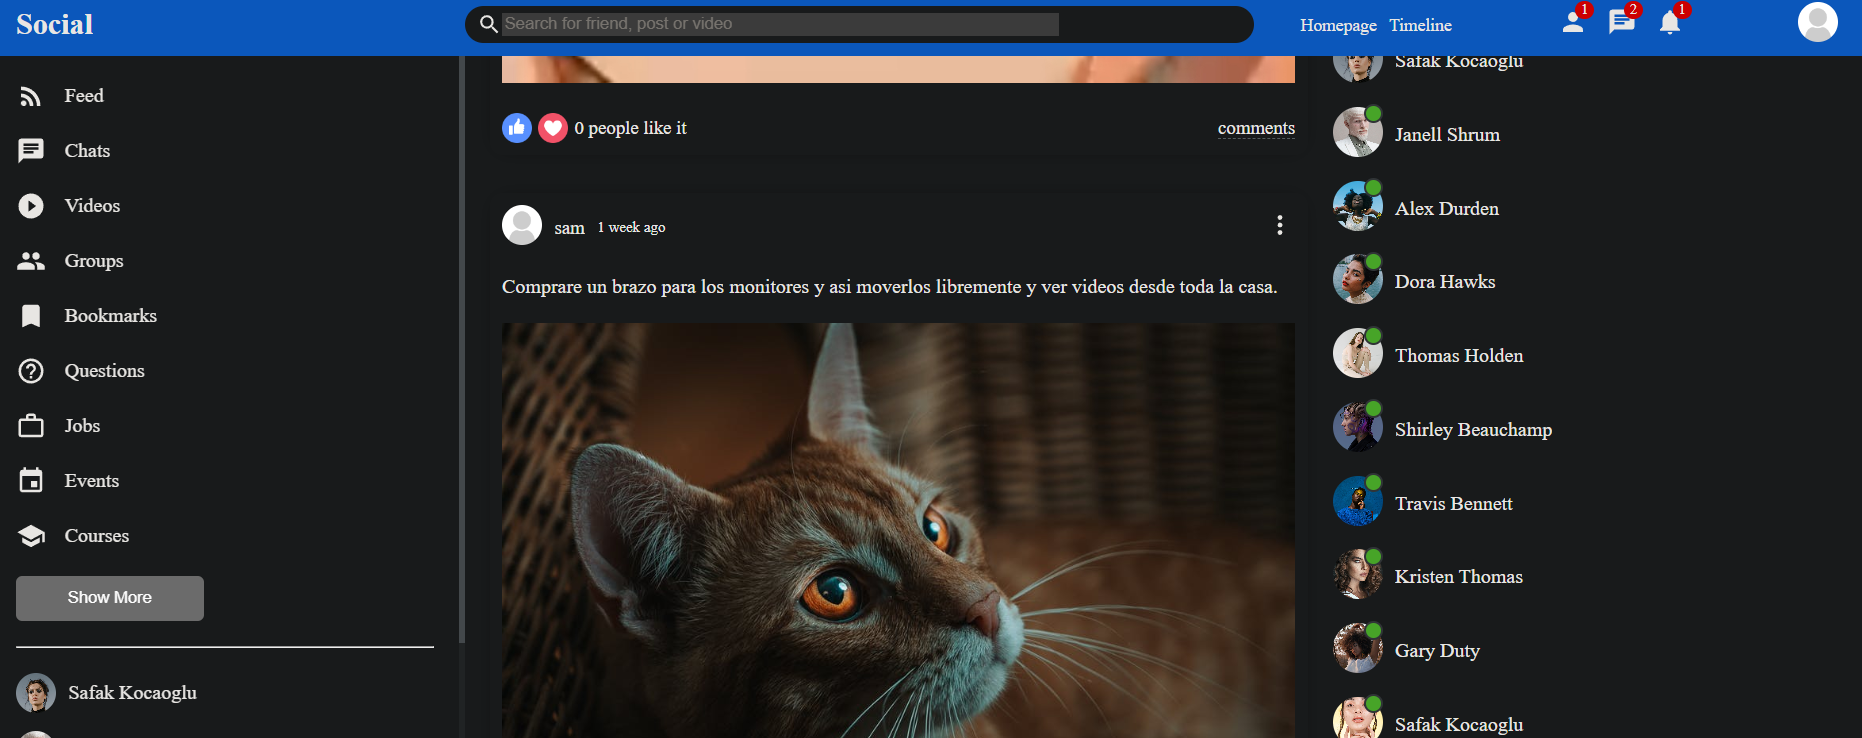 Social
Search for friend, post or video
Homepage Timeline
1
2
1
Feed
Chats
Videos
Groups
Bookmarks
Questions
Jobs
Events
Courses
Show More
Safak Kocaoglu
0 people like it
comments
sam 1 week ago
Comprare un brazo para los monitores y asi moverlos libremente y ver videos desde toda la casa.
Safak Kocaoglu
Janell Shrum
Alex Durden
Dora Hawks
Thomas Holden
Shirley Beauchamp
Travis Bennett
Kristen Thomas
Gary Duty
Safak Kocaoglu